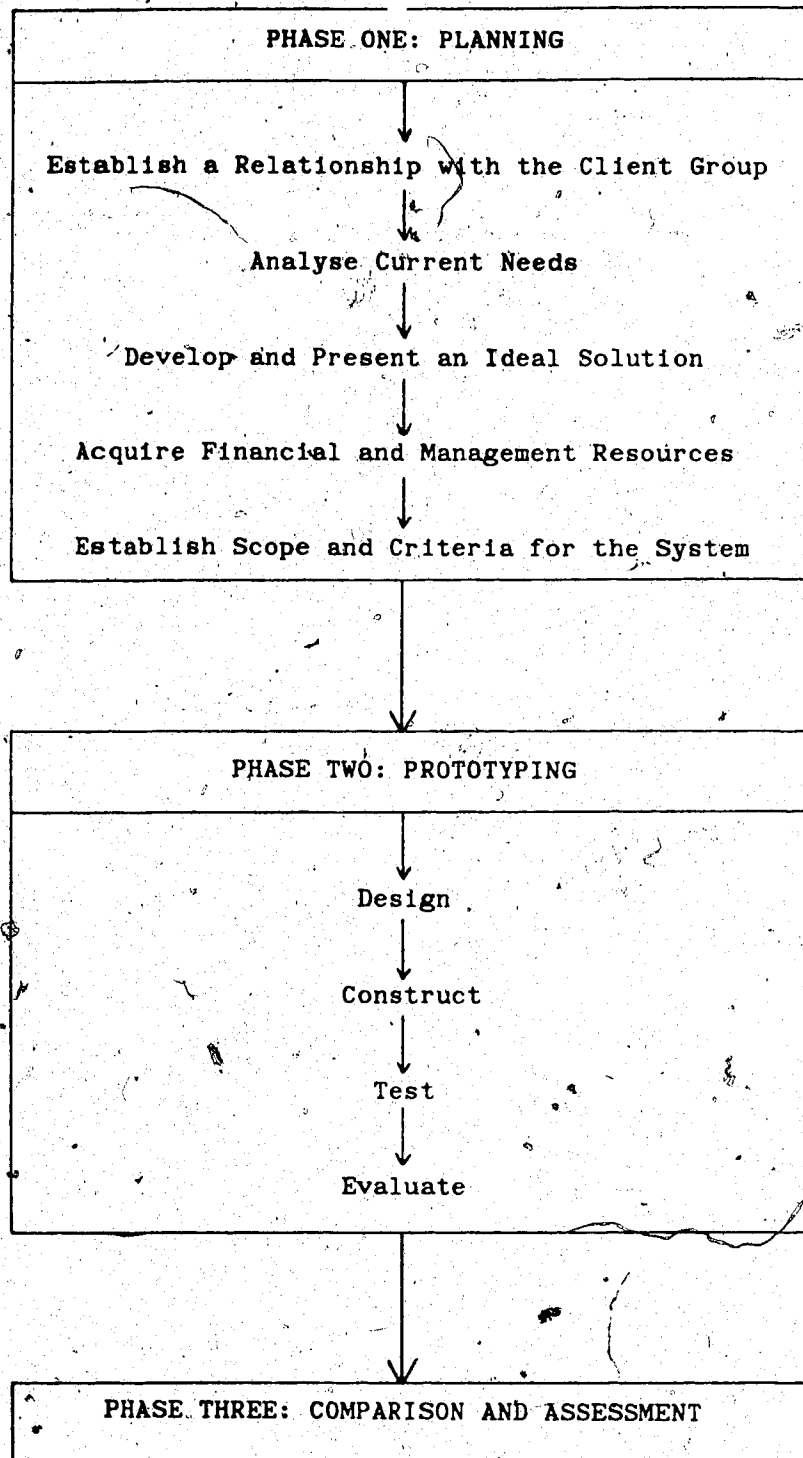 PHASE ONE: PLANNING
Establish a Relationship with the Client Group
Analyse Current Needs
Develop and Present an Ideal Solution
Acquire Financial and Management Resources
Establish Scope and Criteria for the System
PHASE TWO: PROTOTYPING
Design
Construct
Test
Evaluate
PHASE THREE: COMPARISON AND ASSESSMENT